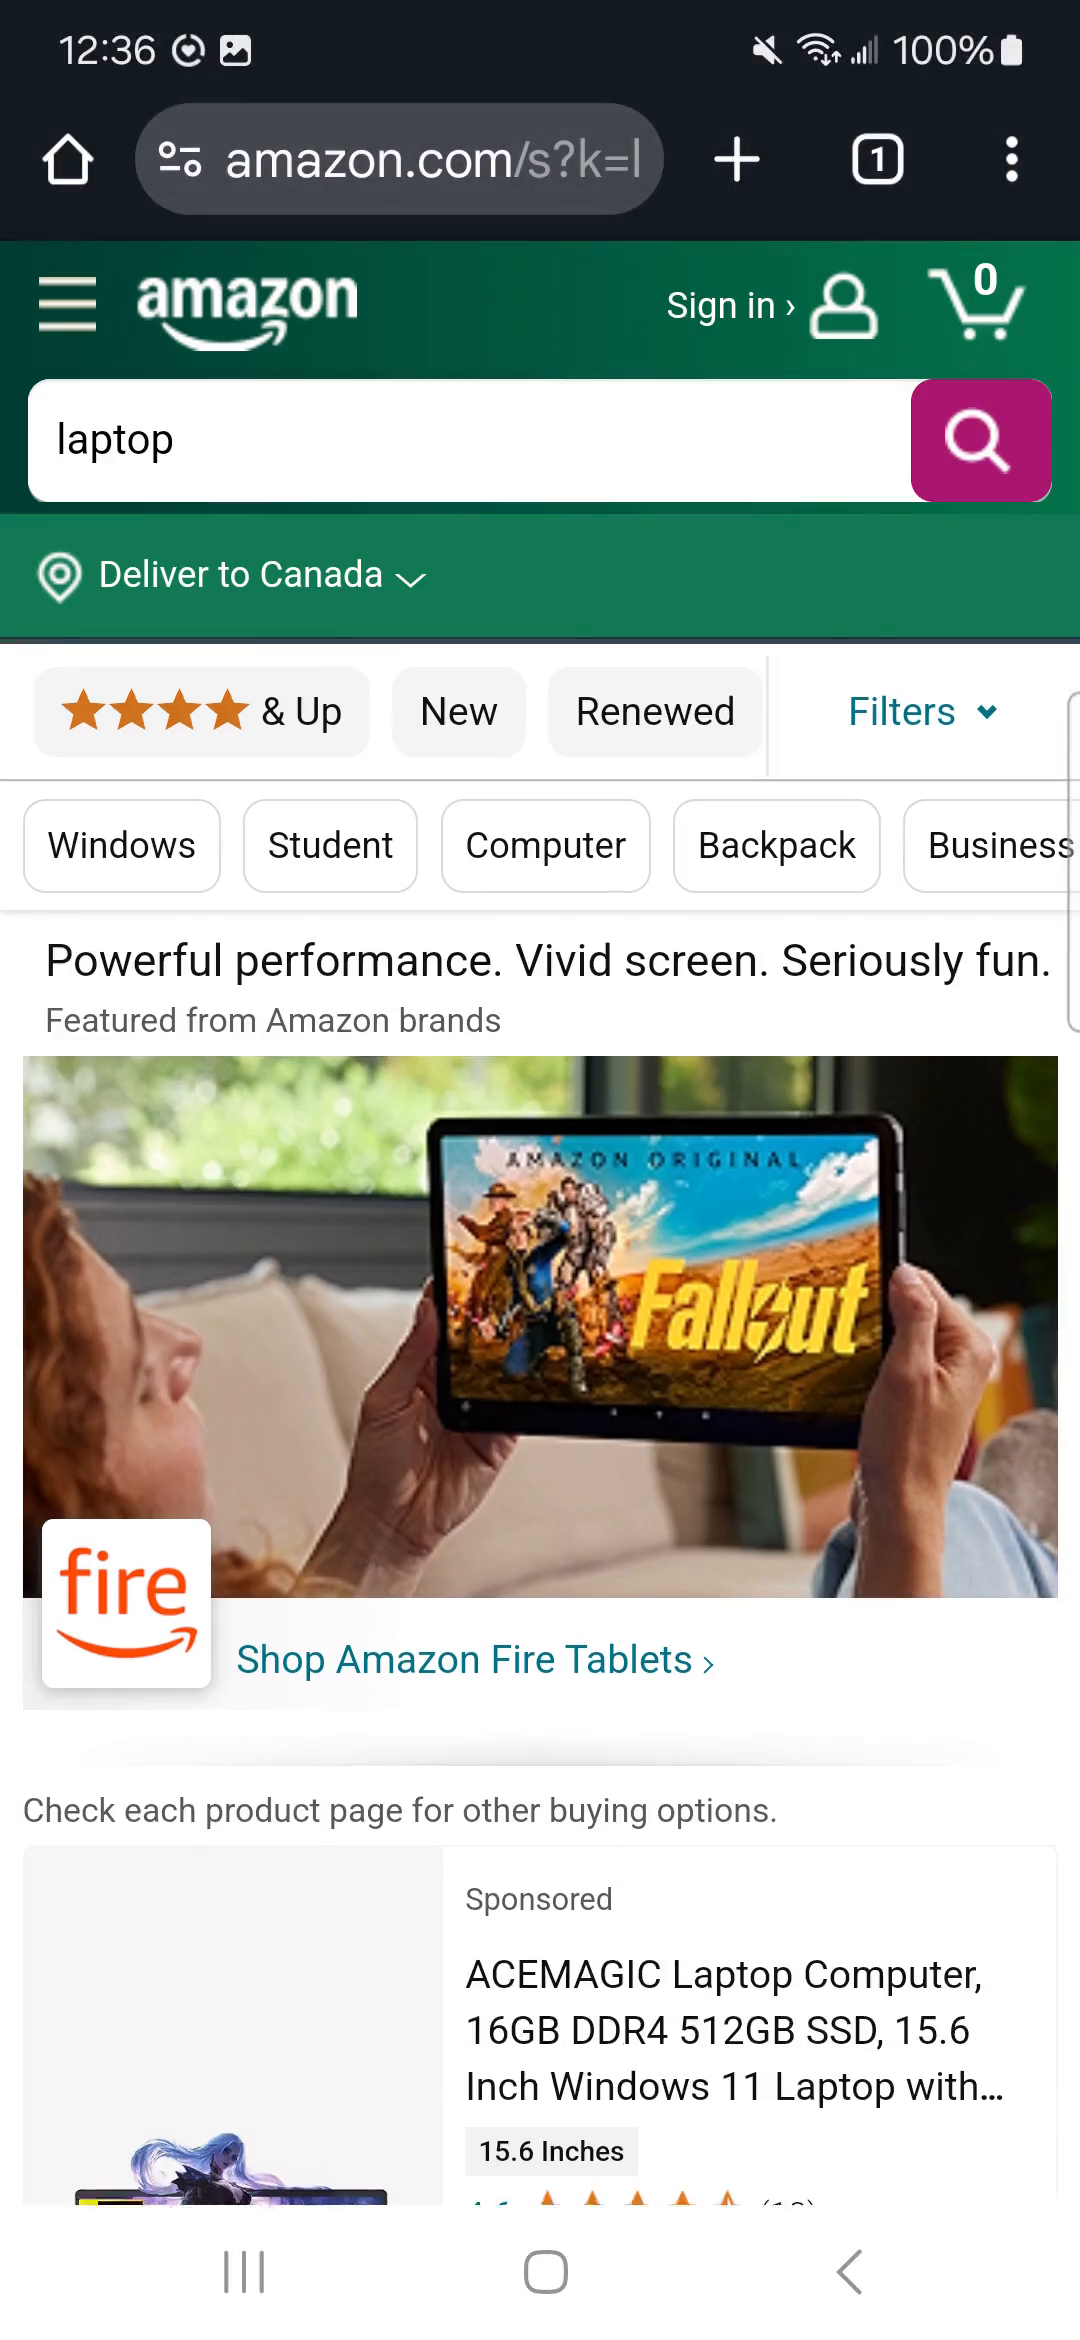 12:36
100%
amazon.com/s?k=l
1
amazon
Sign in ›
0
laptop
Deliver to Canada
& Up
New
Renewed
Filters
Windows
Student
Computer
Backpack
Business
Powerful performance. Vivid screen. Seriously fun.
Featured from Amazon brands
AMAZON ORIGINAL
Fallout
fire
Shop Amazon Fire Tablets ›
Check each product page for other buying options.
Sponsored
ACEMAGIC Laptop Computer,
16GB DDR4 512GB SSD, 15.6
Inch Windows 11 Laptop with...
15.6 Inches